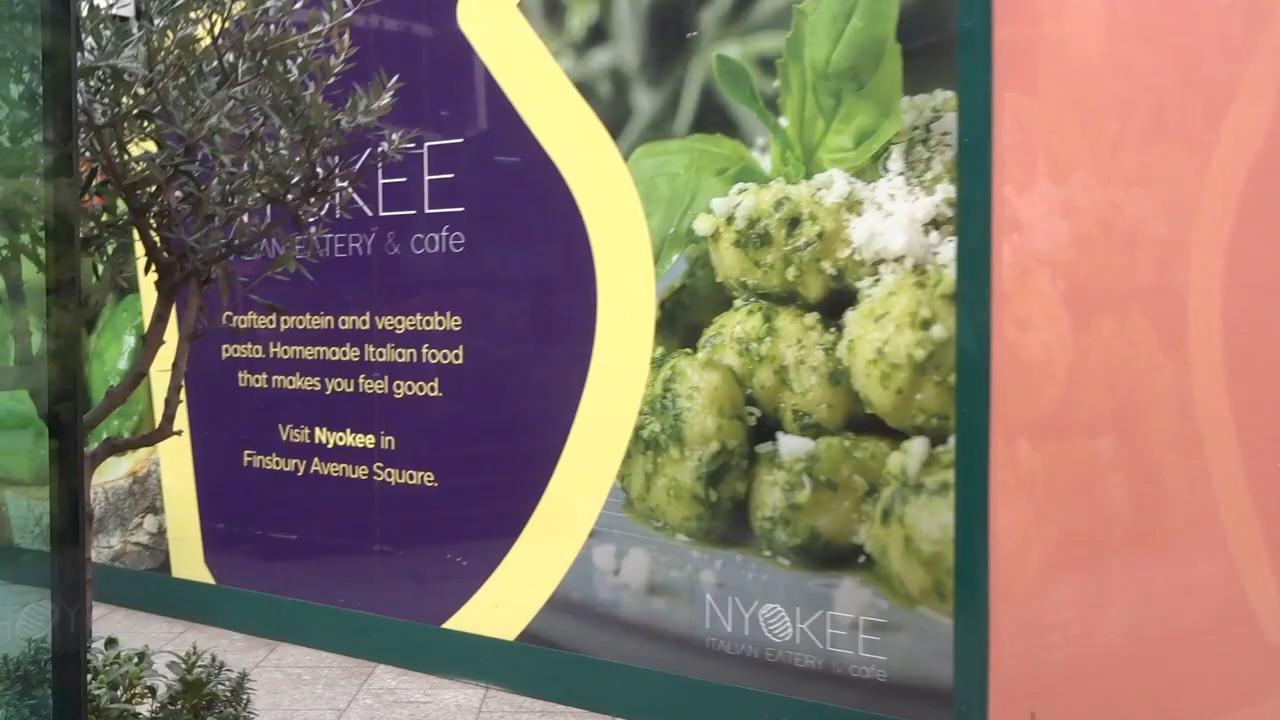 EATERY & cafe
Crafted protein and vegetable
pasta. Homemade Italian food
that makes you feel good.
Visit Nyokee in
Finsbury Avenue Square.
NYOKEE
ITALIAN EATERY & cafe